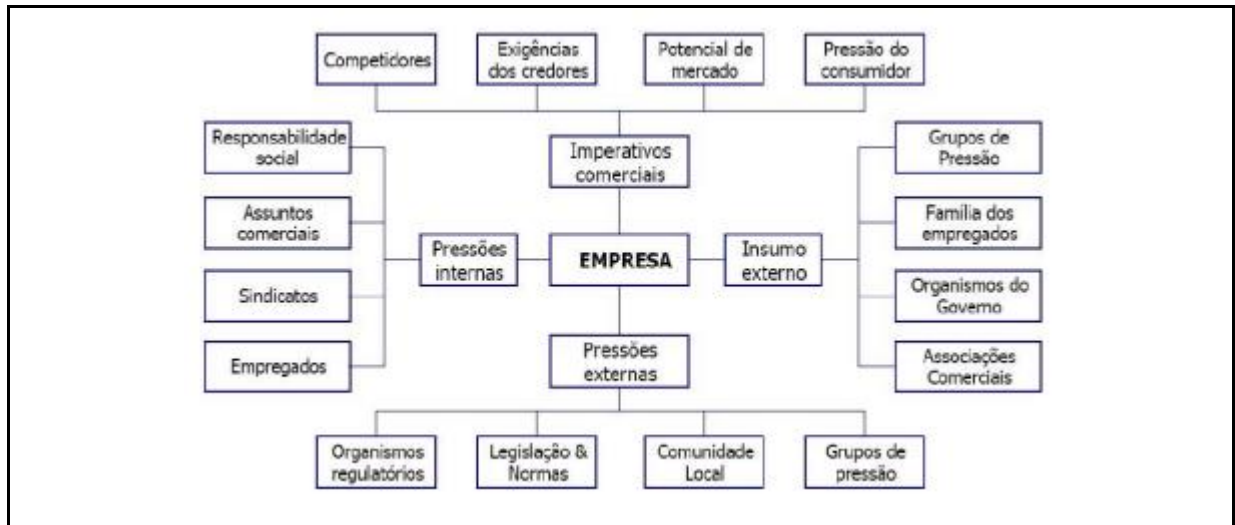 Competidores
Exigências
dos credores
Potencial de
mercado
Pressão do
consumidor
Imperativos
comerciais
Responsabilidade
social
Assuntos
comerciais
Sindicatos
Empregados
Pressões
internas
EMPRESA
Insumo
externo
Grupos de
Pressão
Família dos
empregados
Organismos do
Governo
Associações
Comerciais
Pressões
externas
Organismos
regulatórios
Legislação &
Normas
Comunidade
Local
Grupos de
pressão